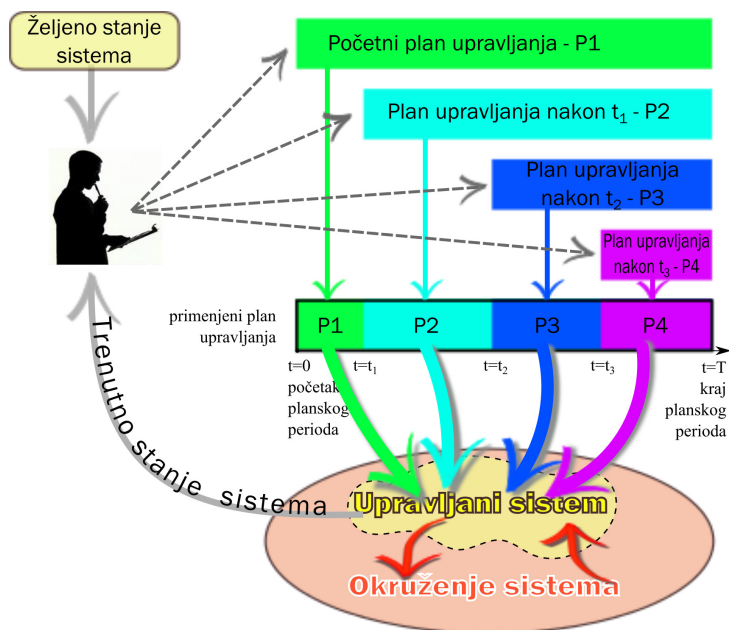 Željeno stanje
sistema
Početni plan upravljanja - P1
Plan upravljanja nakon t₁ - P2
Plan upravljanja
nakon t₂ - P3
Plan upravljanja
nakon t₃ - P4
primenjeni plan
upravljanja
P1 P2 P3 P4
t=0 t=t₁ t=t₂ t=t₃ t=T
početak
planskog
perioda
kraj
planskog
perioda
Trenutno stanje sistema
Upravljani sistem
Okruženje sistema